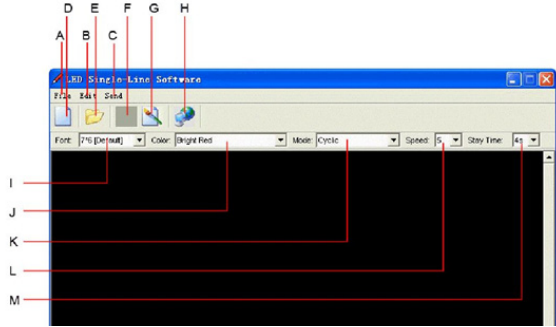 D E F G H
A B C
LED Single-Line Software
File Edit Send
Font: 7*6 [Default] Color: Bright Red Mode: Cyclic Speed: 5 Stay Time: 4s
I
J
K
L
M